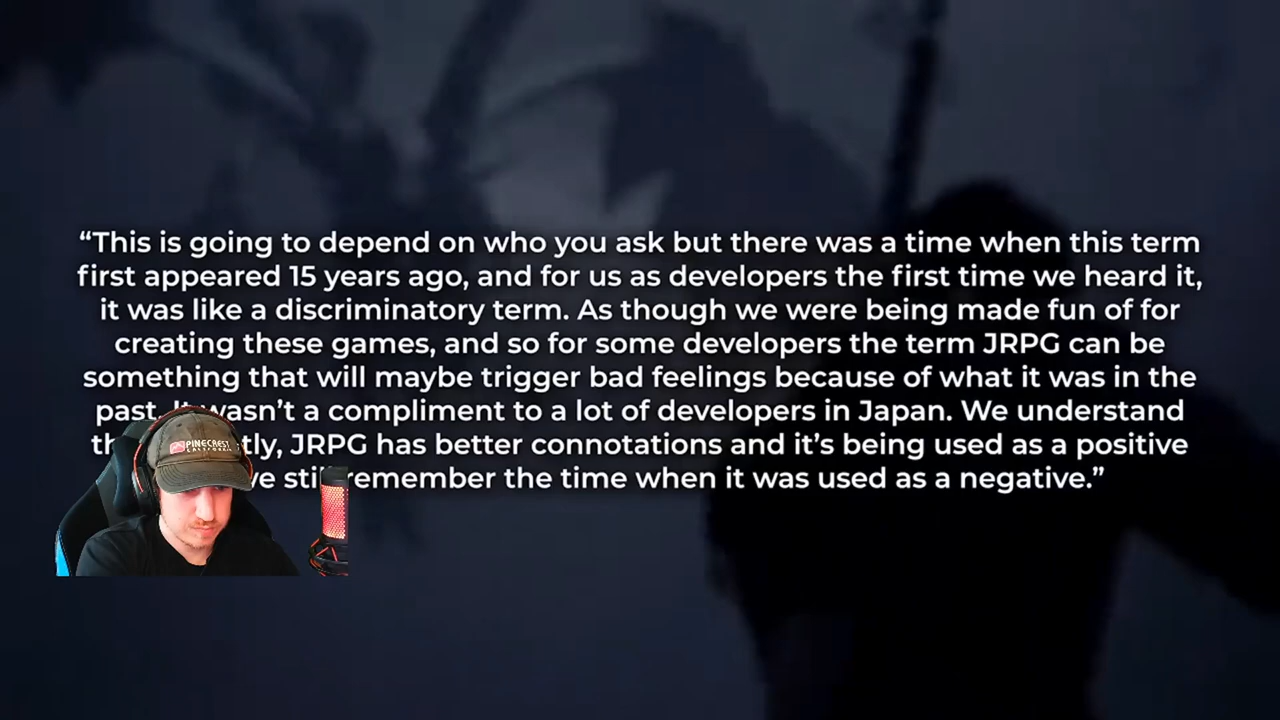 “This is going to depend on who you ask but there was a time when this term
first appeared 15 years ago, and for us as developers the first time we heard it,
it was like a discriminatory term. As though we were being made fun of for
creating these games, and so for some developers the term JRPG can be
something that will maybe trigger bad feelings because of what it was in the
past. It wasn’t a compliment to a lot of developers in Japan. We understand
JRPG has better connotations and it’s being used as a positive
still remember the time when it was used as a negative.”
PINECREST
CALIFORNIA